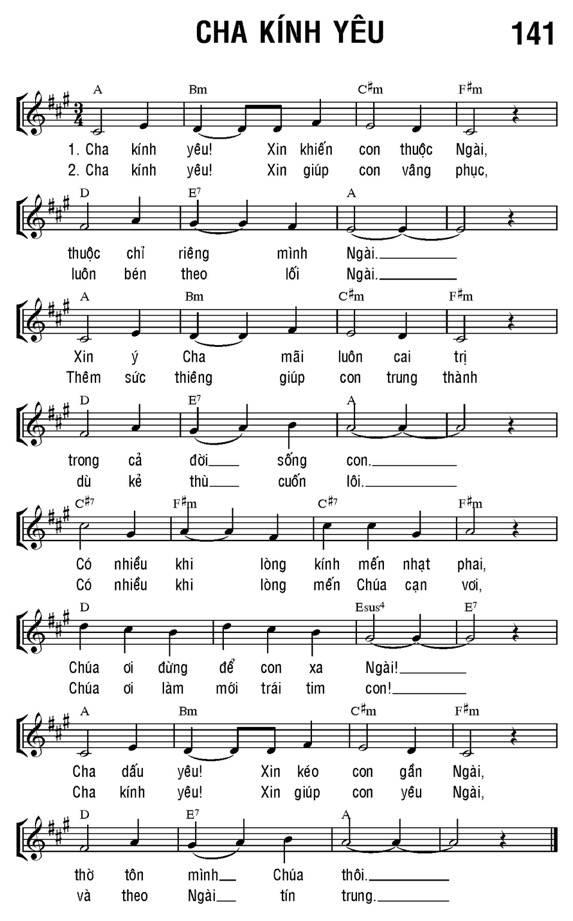 CHA KÍNH YÊU 141
A Bm C♯m F♯m
3/4
1. Cha kính yêu! Xin khiến con thuộc Ngài,
2. Cha kính yêu! Xin giúp con vâng phục,
D E7 A
thuộc chỉ riêng mình Ngài.
luôn bén theo lối Ngài.
A Bm C♯m F♯m
Xin ý Cha mãi luôn cai trị
Thêm sức thiêng giúp con trung thành
D E7 A
trong cả đời sống con.
dù kẻ thù cuốn lôi.
C♯7 F♯m C♯7 F♯m
Có nhiều khi lòng kính mến nhạt phai,
Có nhiều khi lòng mến Chúa cạn vơi,
D Esus4 E7
Chúa ơi đừng để con xa Ngài!
Chúa ơi làm mới trái tim con!
A Bm C♯m F♯m
Cha dấu yêu! Xin kéo con gần Ngài,
Cha kính yêu! Xin giúp con yêu Ngài,
D E7 A
thờ tôn mình Chúa thôi.
và theo Ngài tín trung.